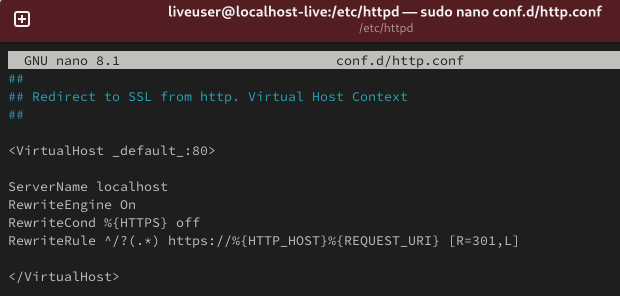 liveuser@localhost-live:/etc/httpd — sudo nano conf.d/http.conf
/etc/httpd
GNU nano 8.1 conf.d/http.conf
##
## Redirect to SSL from http. Virtual Host Context
##
<VirtualHost _default_:80>
ServerName localhost
RewriteEngine On
RewriteCond %{HTTPS} off
RewriteRule ^/?(.*) https://%{HTTP_HOST}%{REQUEST_URI} [R=301,L]
</VirtualHost>